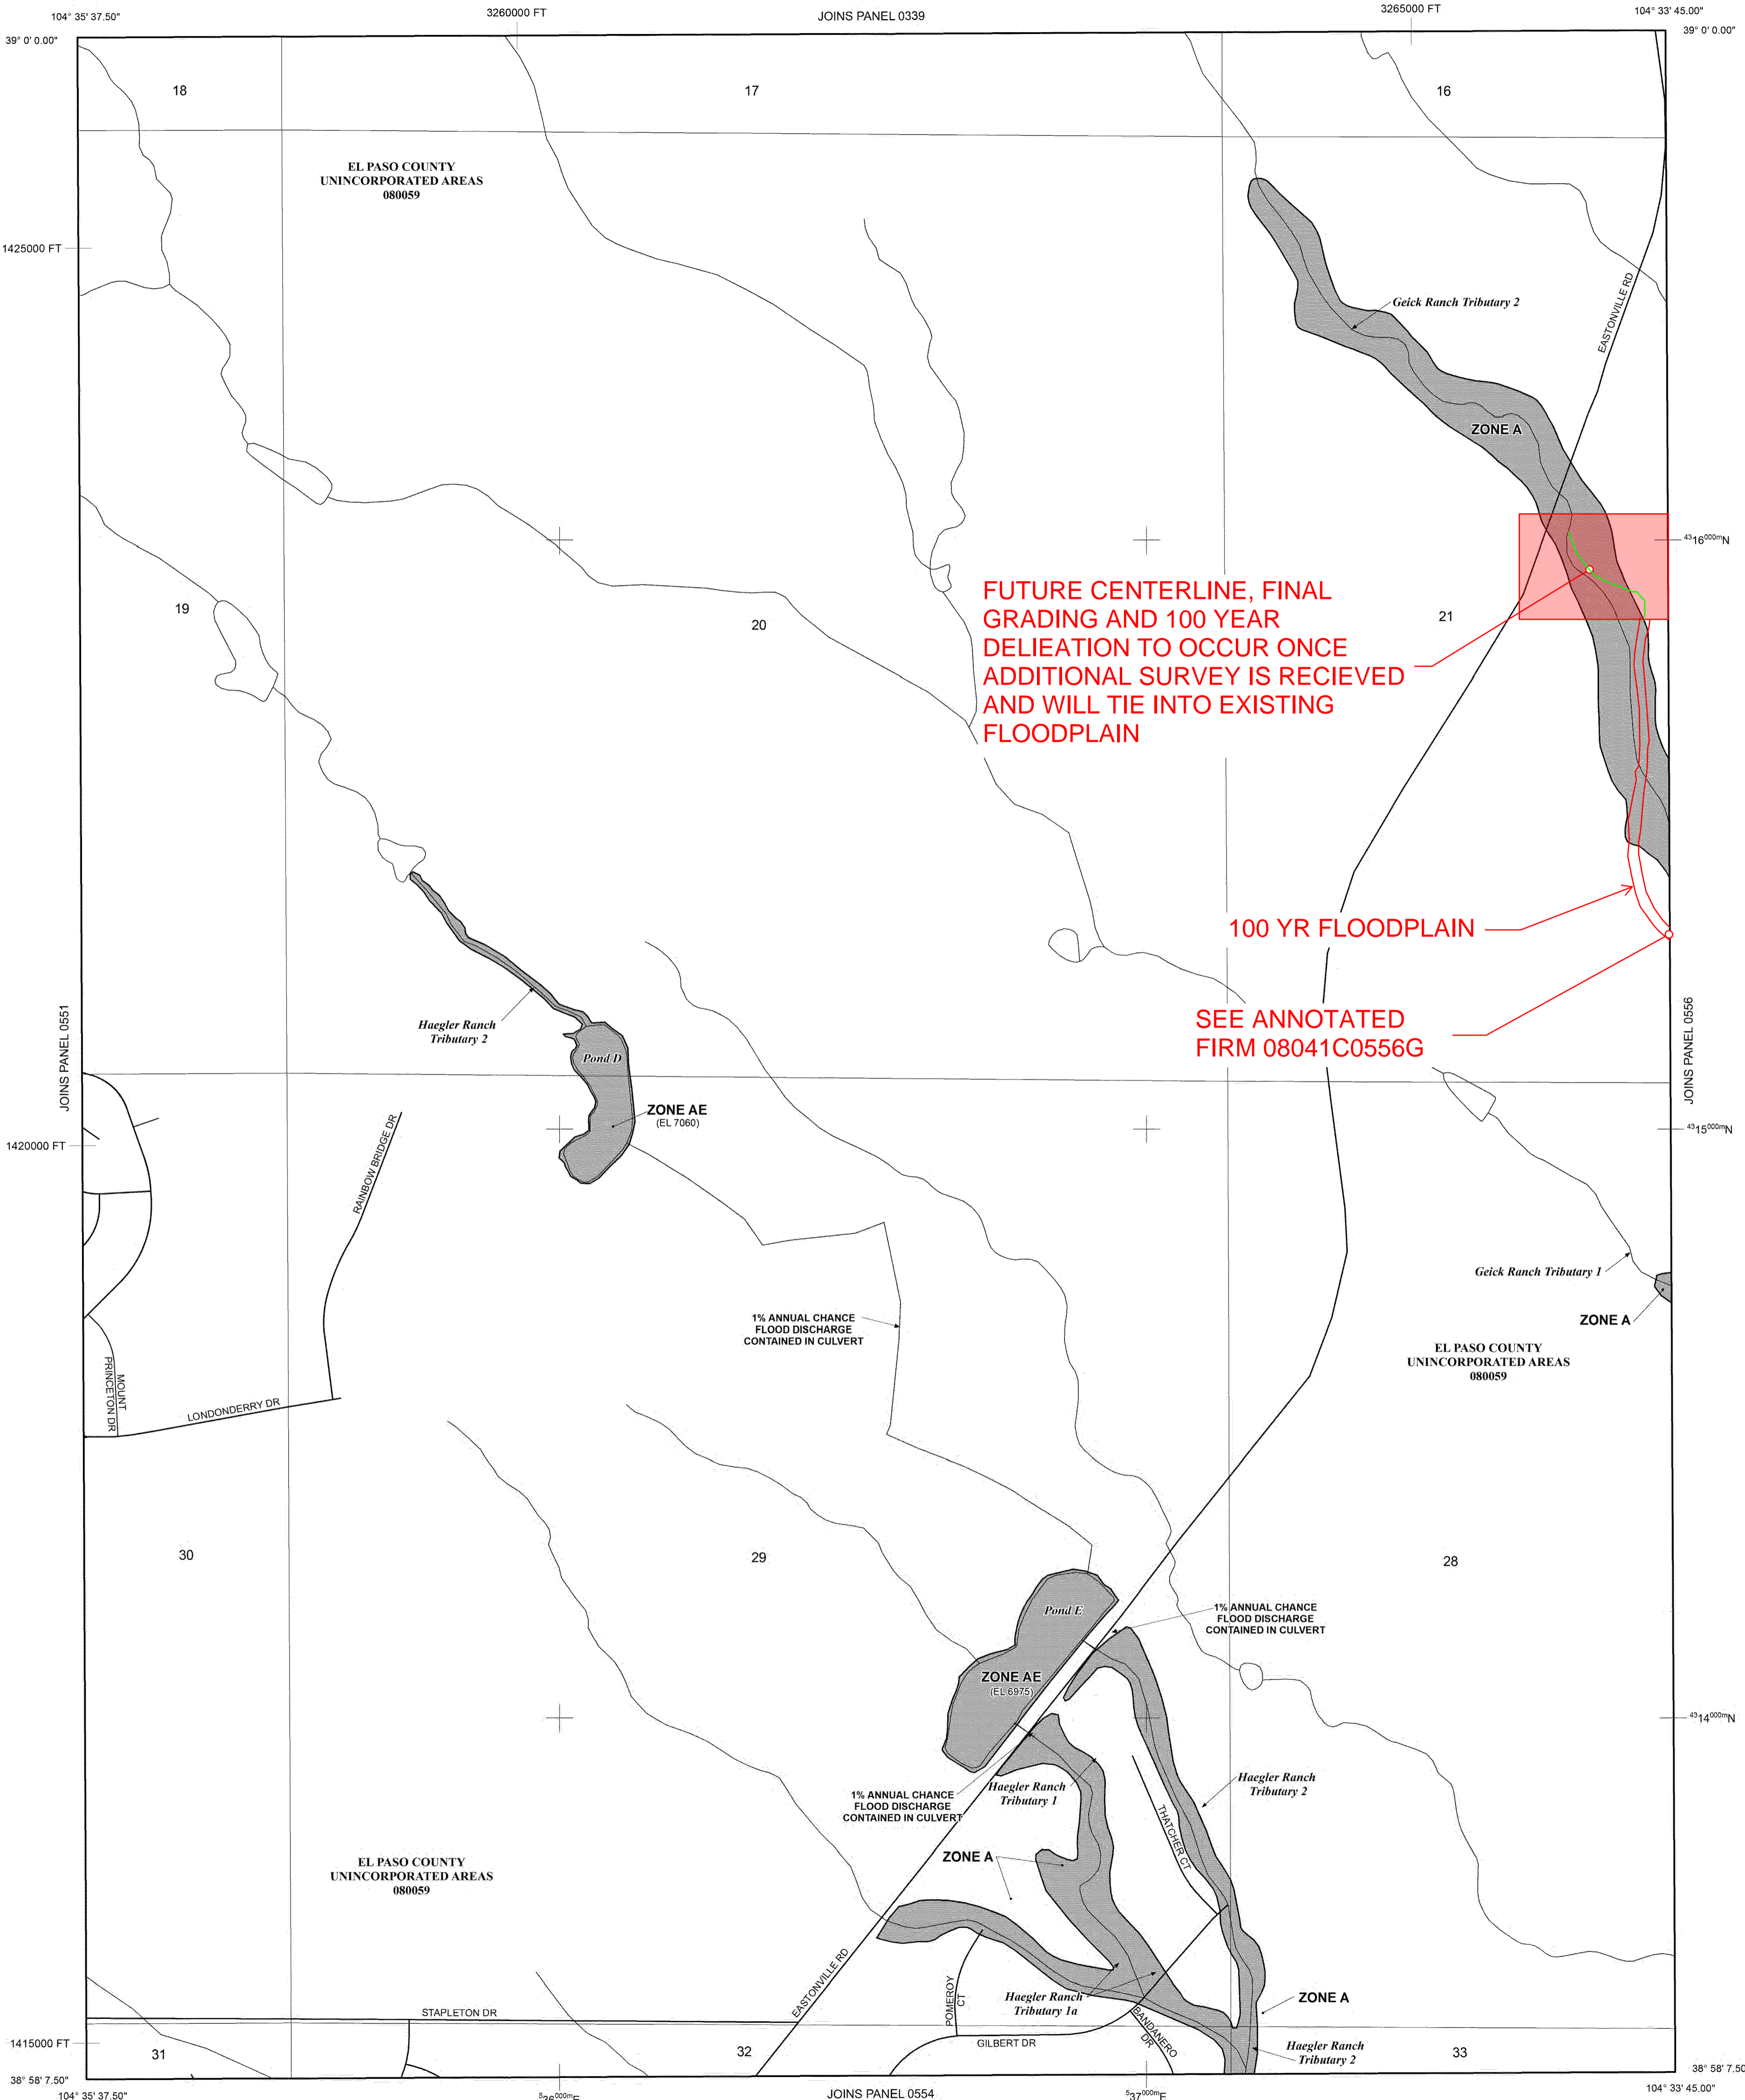 104° 35' 37.50"
3260000 FT
JOINS PANEL 0339
3265000 FT
104° 33' 45.00"
39° 0' 0.00"
39° 0' 0.00"
18
17
16
EL PASO COUNTY
UNINCORPORATED AREAS
080059
1425000 FT
Geick Ranch Tributary 2
EASTONVILLE RD
ZONE A
4316000mN
FUTURE CENTERLINE, FINAL
GRADING AND 100 YEAR
DELIEATION TO OCCUR ONCE
ADDITIONAL SURVEY IS RECIEVED
AND WILL TIE INTO EXISTING
FLOODPLAIN
19
20
21
100 YR FLOODPLAIN
SEE ANNOTATED
FIRM 08041C0556G
JOINS PANEL 0551
JOINS PANEL 0556
Haegler Ranch
Tributary 2
Pond D
ZONE AE
(EL 7060)
1420000 FT
4315000mN
RAINBOW BRIDGE DR
Geick Ranch Tributary 1
ZONE A
1% ANNUAL CHANCE
FLOOD DISCHARGE
CONTAINED IN CULVERT
EL PASO COUNTY
UNINCORPORATED AREAS
080059
MOUNT
PRINCETON DR
LONDONDERRY DR
30
29
28
Pond E
1% ANNUAL CHANCE
FLOOD DISCHARGE
CONTAINED IN CULVERT
ZONE AE
(EL 6975)
4314000mN
Haegler Ranch
Tributary 2
Haegler Ranch
Tributary 1
1% ANNUAL CHANCE
FLOOD DISCHARGE
CONTAINED IN CULVERT
THATCHER CT
ZONE A
EL PASO COUNTY
UNINCORPORATED AREAS
080059
EASTONVILLE RD
POMEROY
CT
Haegler Ranch
Tributary 1a
ZONE A
STAPLETON DR
GILBERT DR
BANDANERO
DR
Haegler Ranch
Tributary 2
1415000 FT
31
32
33
38° 58' 7.50"
38° 58' 7.50
104° 35' 37.50"
536000mE
JOINS PANEL 0554
537000mE
104° 33' 45.00"